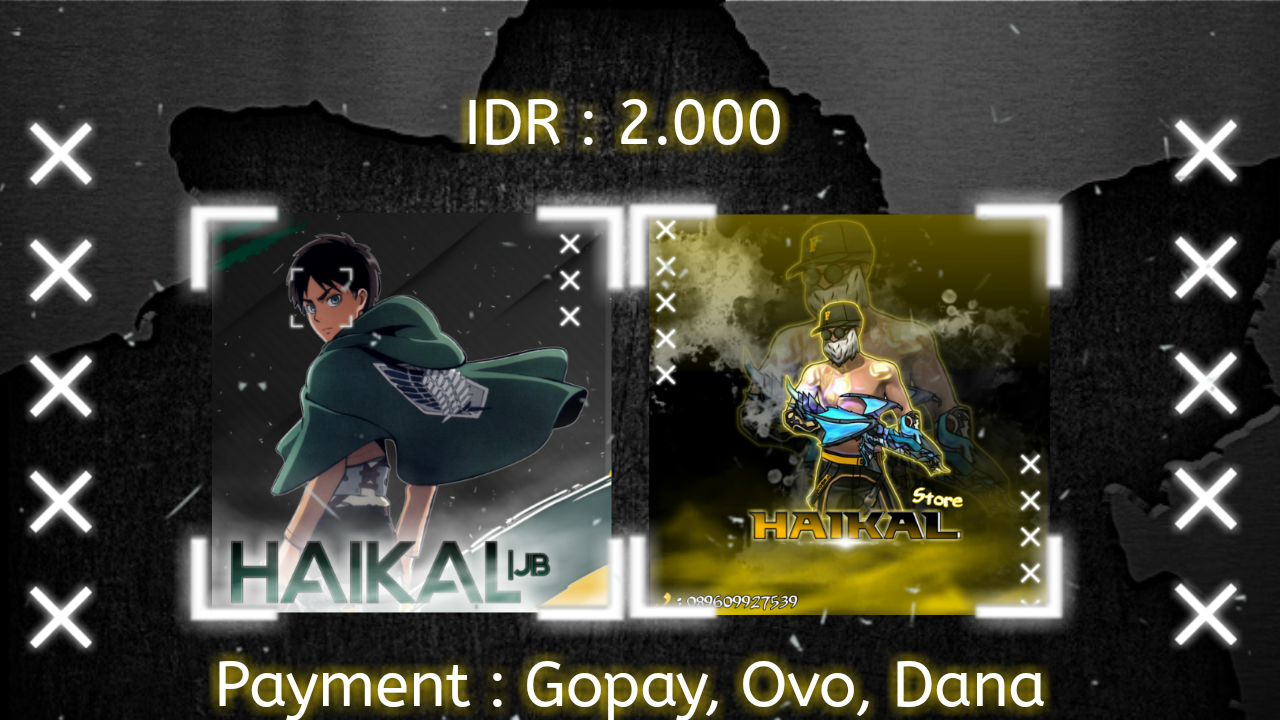 IDR : 2.000
HAIKAL|JB
Store
HAIKAL
: 089609927539
Payment : Gopay, Ovo, Dana